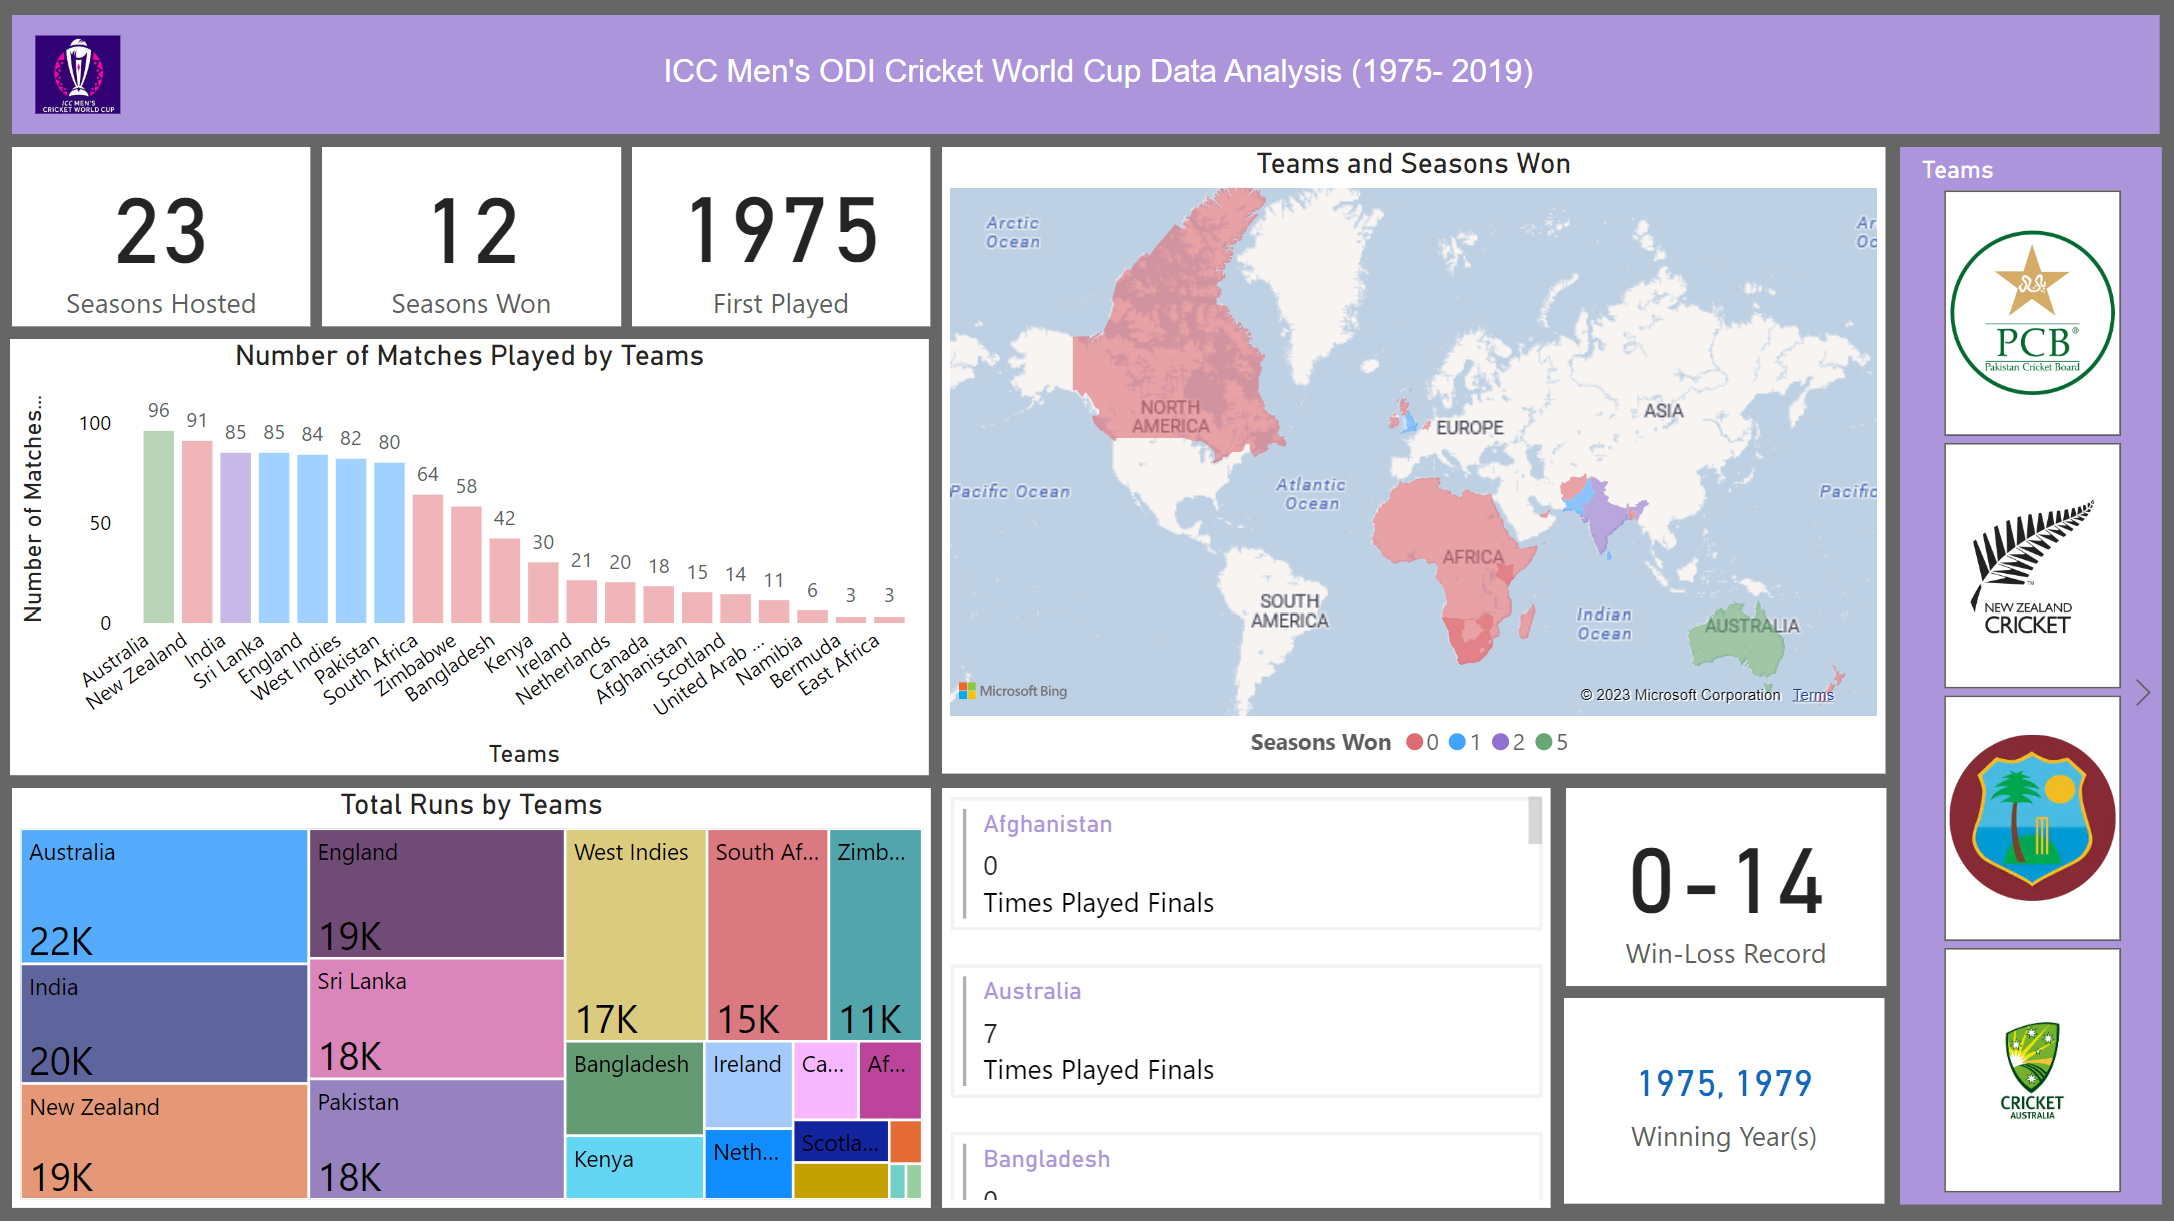 ICC Men's ODI Cricket World Cup Data Analysis (1975- 2019)
ICC MEN'S
CRICKET WORLD CUP
23
Seasons Hosted
12
Seasons Won
1975
First Played
Number of Matches Played by Teams
Number of Matches...
100
50
0
96
91
85
85
84
82
80
64
58
42
30
21
20
18
15
14
11
6
3
3
Australia
New Zealand
India
Sri Lanka
England
West Indies
Pakistan
South Africa
Zimbabwe
Bangladesh
Kenya
Ireland
Netherlands
Canada
Afghanistan
Scotland
United Arab ...
Namibia
Bermuda
East Africa
Teams
Teams and Seasons Won
Arctic
Ocean
Ar
Oc
NORTH
AMERICA
EUROPE
ASIA
Pacific Ocean
Atlantic
Ocean
Pacific
AFRICA
SOUTH
AMERICA
Indian
Ocean
AUSTRALIA
Microsoft Bing
© 2023 Microsoft Corporation Terms
Seasons Won 0 1 2 5
Teams
PCB®
Pakistan Cricket Board
TM
NEW ZEALAND
CRICKET
CRICKET
AUSTRALIA
Total Runs by Teams
Australia
22K
India
20K
New Zealand
19K
England
19K
Sri Lanka
18K
Pakistan
18K
West Indies
17K
South Af...
15K
Zimb...
11K
Bangladesh
Kenya
Ireland
Neth...
Ca...
Af...
Scotla...
Afghanistan
0
Times Played Finals
Australia
7
Times Played Finals
Bangladesh
0
0-14
Win-Loss Record
1975, 1979
Winning Year(s)